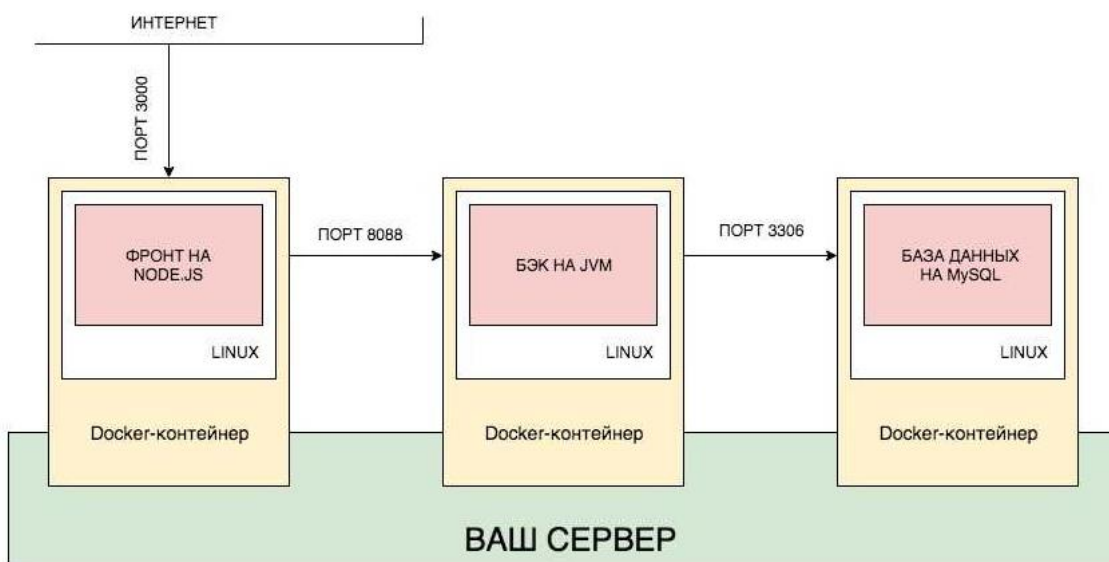 ИНТЕРНЕТ
ПОРТ 3000
ФРОНТ НА
NODE.JS
LINUX
Docker-контейнер
ПОРТ 8088
БЭК НА JVM
LINUX
Docker-контейнер
ПОРТ 3306
БАЗА ДАННЫХ
НА MySQL
LINUX
Docker-контейнер
ВАШ СЕРВЕР